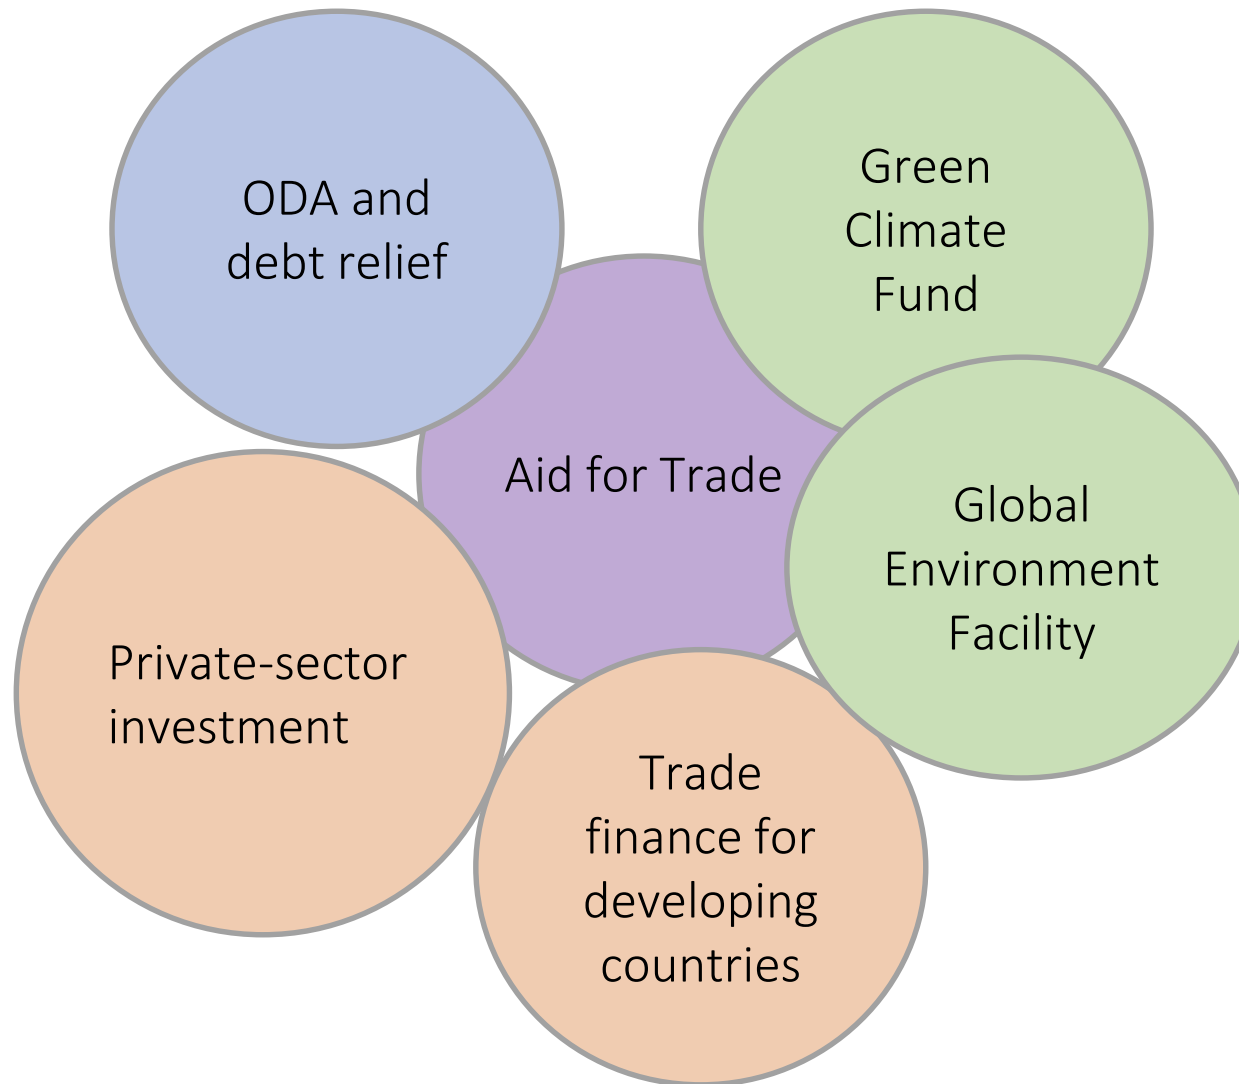 ODA and
debt relief
Green
Climate
Fund
Aid for Trade
Global
Environment
Facility
Private-sector
investment
Trade
finance for
developing
countries